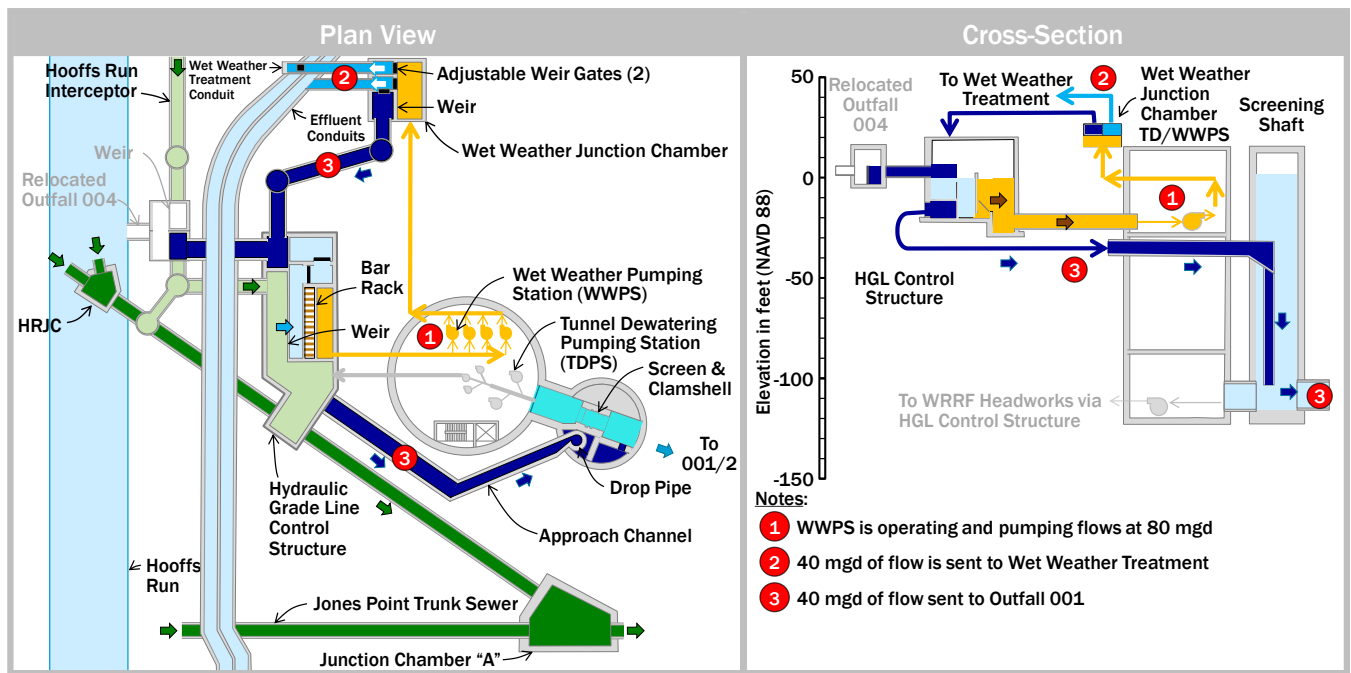 Plan View
Hooffs Run
Interceptor
Wet Weather
Treatment
Conduit
2
Adjustable Weir Gates (2)
Weir
Effluent
Conduits
Wet Weather Junction Chamber
3
Weir
Relocated
Outfall 004
HRJC
Bar
Rack
Weir
Wet Weather Pumping
Station (WWPS)
1
Tunnel Dewatering
Pumping Station
(TDPS)
Screen &
Clamshell
To
001/2
3
Drop Pipe
Hydraulic
Grade Line
Control
Structure
Approach Channel
Hooffs
Run
Jones Point Trunk Sewer
Junction Chamber “A”
Cross-Section
Elevation in feet (NAVD 88)
50
0
-50
-100
-150
Relocated
Outfall
004
To Wet Weather
Treatment
2
Wet Weather
Junction
Chamber
TD/WWPS
Screening
Shaft
1
HGL Control
Structure
3
To WRRF Headworks via
HGL Control Structure
3
Notes:
1 WWPS is operating and pumping flows at 80 mgd
2 40 mgd of flow is sent to Wet Weather Treatment
3 40 mgd of flow sent to Outfall 001